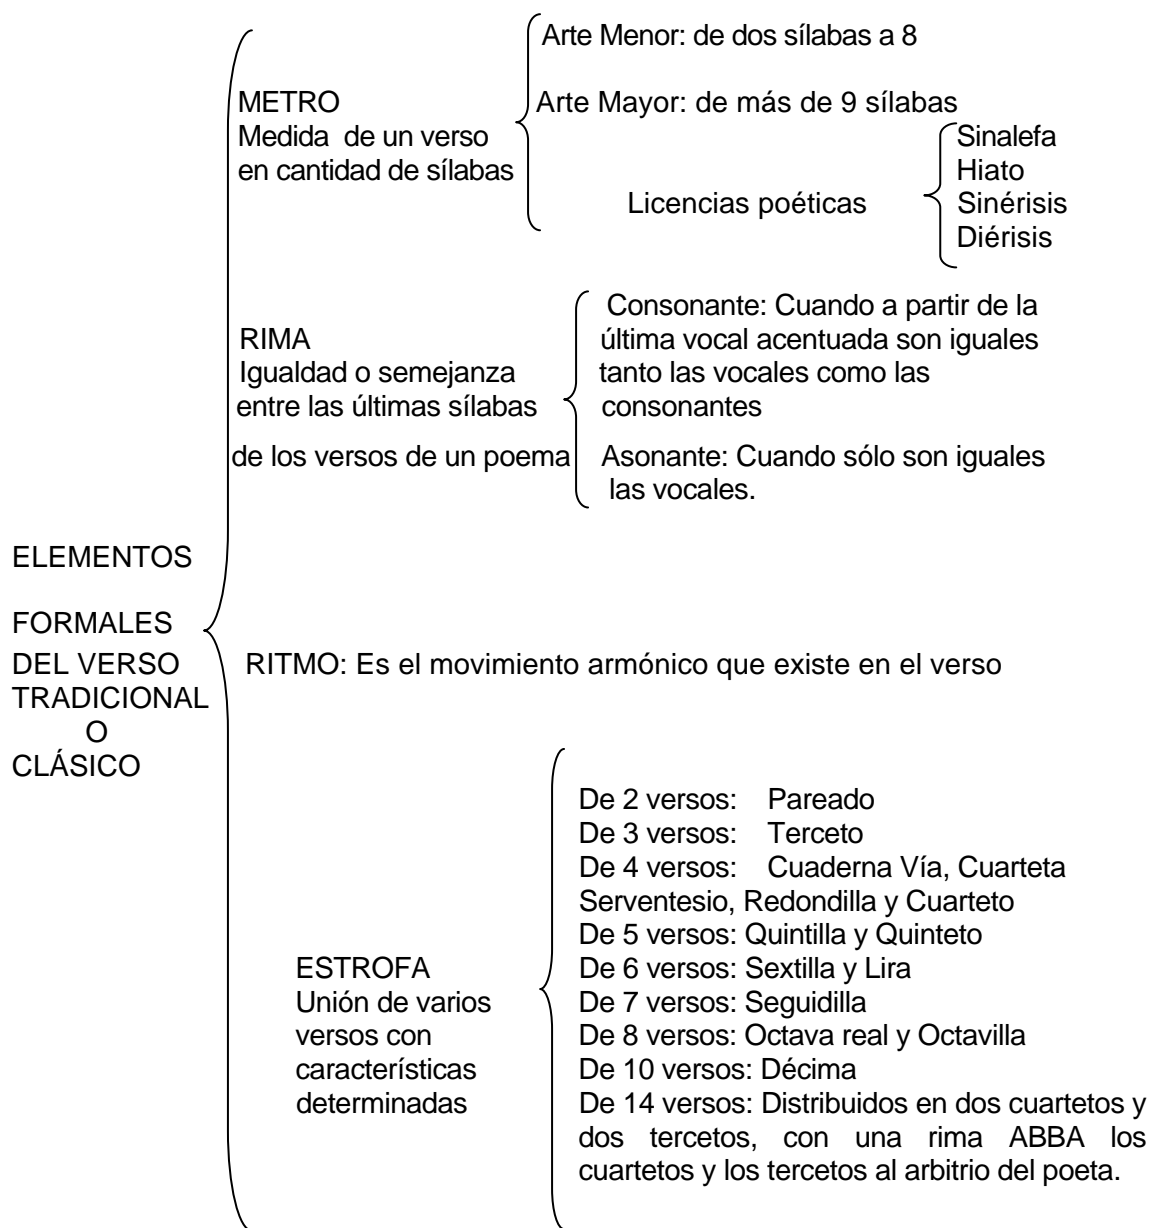 ELEMENTOS
FORMALES
DEL VERSO
TRADICIONAL
O
CLÁSICO
METRO
Medida de un verso
en cantidad de sílabas
Arte Menor: de dos sílabas a 8
Arte Mayor: de más de 9 sílabas
Licencias poéticas
Sinalefa
Hiato
Sinérisis
Diérisis
RIMA
Igualdad o semejanza
entre las últimas sílabas
de los versos de un poema
Consonante: Cuando a partir de la
última vocal acentuada son iguales
tanto las vocales como las
consonantes
Asonante: Cuando sólo son iguales
las vocales.
RITMO: Es el movimiento armónico que existe en el verso
ESTROFA
Unión de varios
versos con
características
determinadas
De 2 versos: Pareado
De 3 versos: Terceto
De 4 versos: Cuaderna Vía, Cuarteta
Serventesio, Redondilla y Cuarteto
De 5 versos: Quintilla y Quinteto
De 6 versos: Sextilla y Lira
De 7 versos: Seguidilla
De 8 versos: Octava real y Octavilla
De 10 versos: Décima
De 14 versos: Distribuidos en dos cuartetos y
dos tercetos, con una rima ABBA los
cuartetos y los tercetos al arbitrio del poeta.